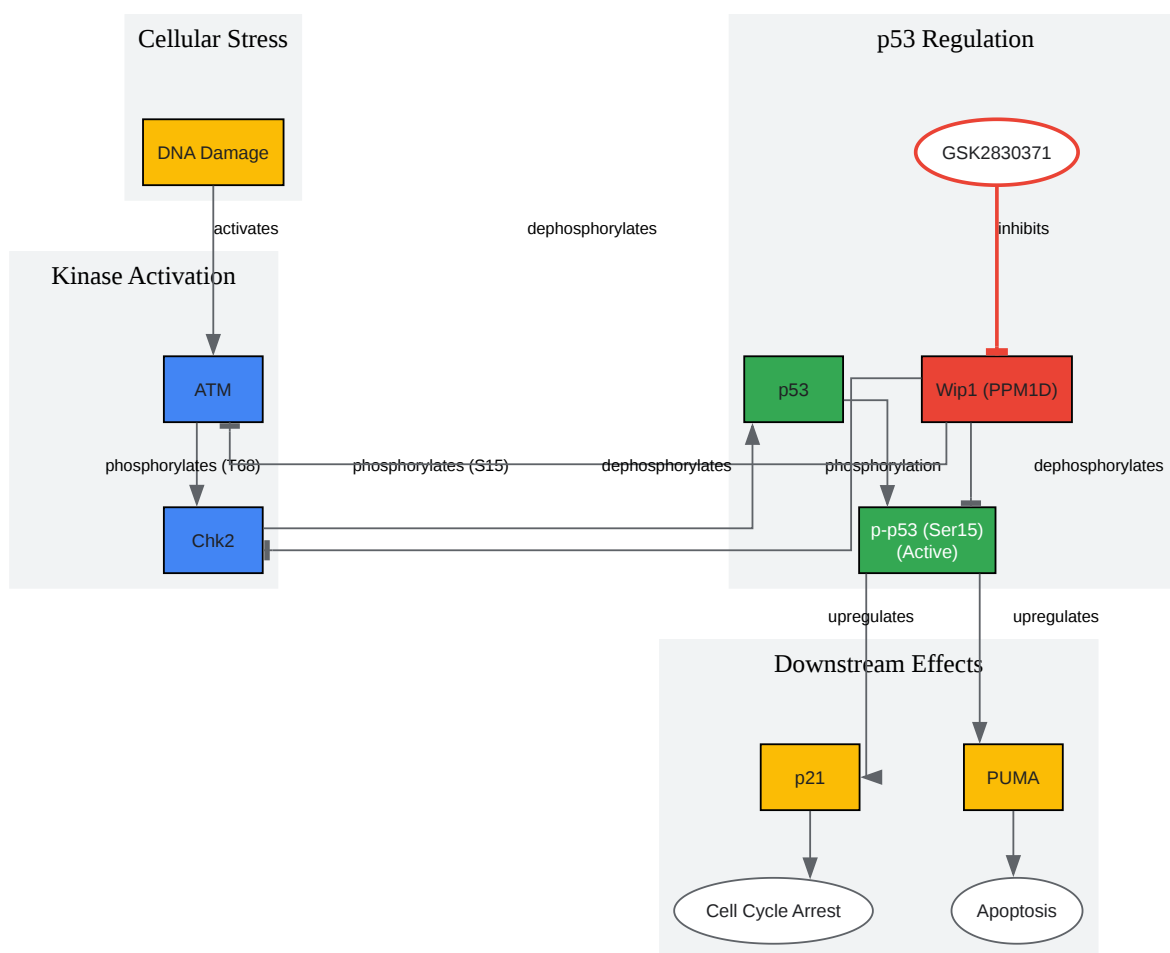 Cellular Stress
p53 Regulation
DNA Damage
GSK2830371
activates
dephosphorylates
inhibits
Kinase Activation
ATM
p53
Wip1 (PPM1D)
phosphorylates (T68)
phosphorylates (S15)
dephosphorylates
phosphorylation
dephosphorylates
Chk2
p-p53 (Ser15)
(Active)
upregulates
upregulates
Downstream Effects
p21
PUMA
Cell Cycle Arrest
Apoptosis